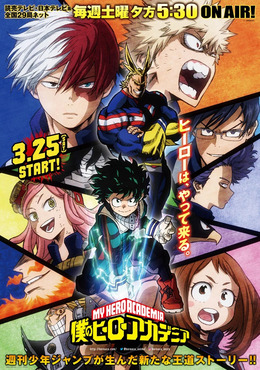 読売テレビ・日本テレビ系
全国29局ネット
毎週土曜夕方5:30 ON AIR!
3.25
START!
ヒーローは、やって来る。
MY HERO ACADEMIA
僕のヒーローアカデミア
週刊少年ジャンプが生んだ新たな王道ストーリー!!